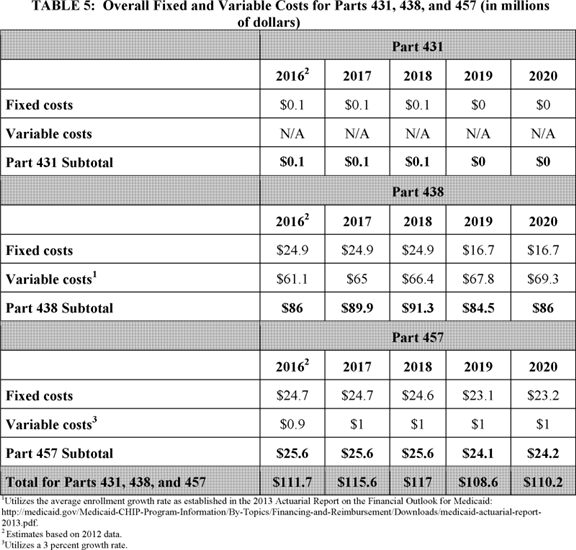 TABLE 5: Overall Fixed and Variable Costs for Parts 431, 438, and 457 (in millions
of dollars)
Part 431
2016² 2017 2018 2019 2020
Fixed costs $0.1 $0.1 $0.1 $0 $0
Variable costs N/A N/A N/A N/A N/A
Part 431 Subtotal $0.1 $0.1 $0.1 $0 $0
Part 438
2016² 2017 2018 2019 2020
Fixed costs $24.9 $24.9 $24.9 $16.7 $16.7
Variable costs¹ $61.1 $65 $66.4 $67.8 $69.3
Part 438 Subtotal $86 $89.9 $91.3 $84.5 $86
Part 457
2016² 2017 2018 2019 2020
Fixed costs $24.7 $24.7 $24.6 $23.1 $23.2
Variable costs³ $0.9 $1 $1 $1 $1
Part 457 Subtotal $25.6 $25.6 $25.6 $24.1 $24.2
Total for Parts 431, 438, and 457 $111.7 $115.6 $117 $108.6 $110.2
¹Utilizes the average enrollment growth rate as established in the 2013 Actuarial Report on the Financial Outlook for Medicaid:
http://medicaid.gov/Medicaid-CHIP-Program-Information/By-Topics/Financing-and-Reimbursement/Downloads/medicaid-actuarial-report-
2013.pdf.
² Estimates based on 2012 data.
³Utilizes a 3 percent growth rate.